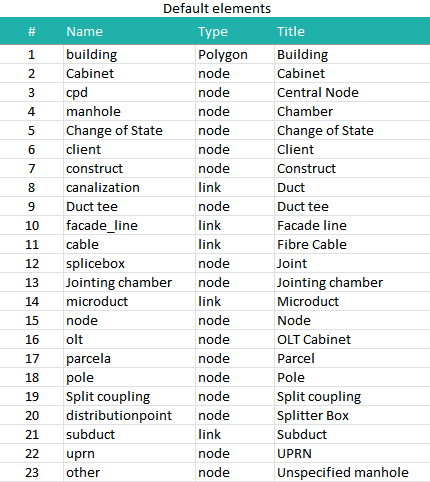 Default elements
# Name Type Title
1 building Polygon Building
2 Cabinet node Cabinet
3 cpd node Central Node
4 manhole node Chamber
5 Change of State node Change of State
6 client node Client
7 construct node Construct
8 canalization link Duct
9 Duct tee node Duct tee
10 facade_line link Facade line
11 cable link Fibre Cable
12 splicebox node Joint
13 Jointing chamber node Jointing chamber
14 microduct link Microduct
15 node node Node
16 olt node OLT Cabinet
17 parcela node Parcel
18 pole node Pole
19 Split coupling node Split coupling
20 distributionpoint node Splitter Box
21 subduct link Subduct
22 uprn node UPRN
23 other node Unspecified manhole